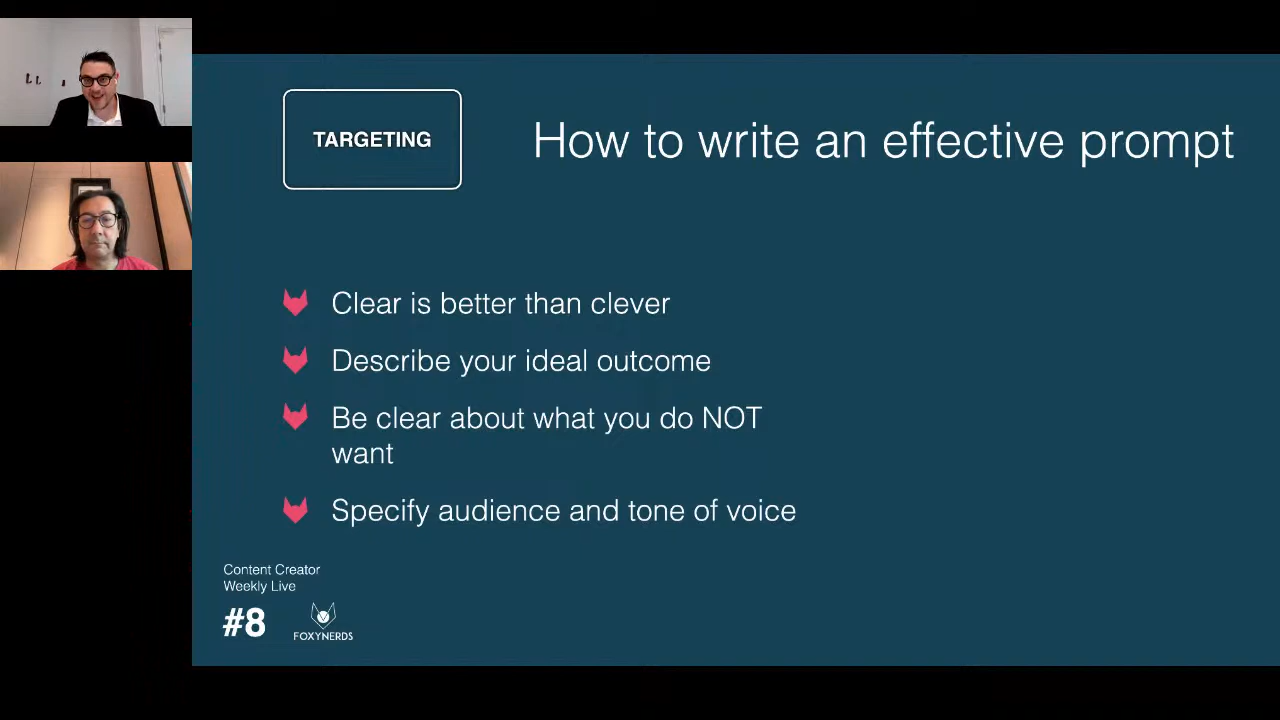 TARGETING
How to write an effective prompt
Clear is better than clever
Describe your ideal outcome
Be clear about what you do NOT
want
Specify audience and tone of voice
Content Creator
Weekly Live
#8
FOXYNERDS